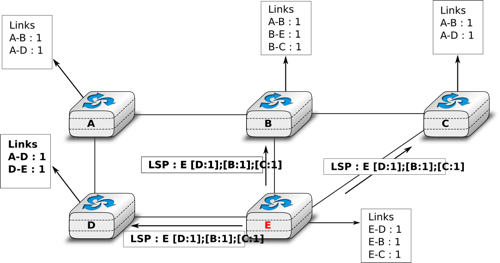 Links
A-B : 1
A-D : 1
Links
A-B : 1
B-E : 1
B-C : 1
Links
A-B : 1
A-D : 1
A
B
C
Links
A-D : 1
D-E : 1
LSP : E [D:1];[B:1];[C:1]
LSP : E [D:1];[B:1];[C:1]
D
E
LSP : E [D:1];[B:1];[C:1]
Links
E-D : 1
E-B : 1
E-C : 1